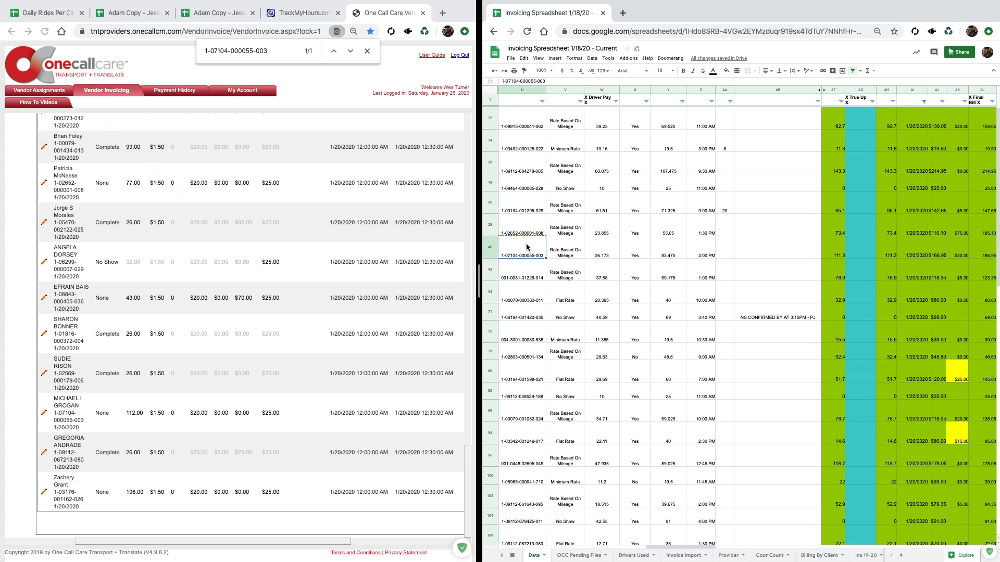 Daily Rides Per Cli
Adam Copy - Jess
Adam Copy - Jess
TrackMyHours.con
One Call Care Ven
tntproviders.onecallcm.com/VendorInvoice/VendorInvoice.aspx?lock=1
1-07104-000055-003 1/1
onecallcare
TRANSPORT + TRANSLATE
User Guide Log Out
Vendor Assignments Vendor Invoicing Payment History My Account
How To Videos
Welcome Wes Turner
Last Logged in: Saturday, January 25, 2020
000273-012
1/20/2020
Brian Foley
1-00079-
001434-013
1/20/2020
Complete 99.00 $1.50 0 $20.00 $0.00 $0.00 $25.00 1/20/2020 12:00:00 AM 1/20/2020 12:30:00 AM
Patricia
McNeese
1-02652-
000001-008
1/20/2020
None 77.00 $1.50 0 $20.00 $0.00 $0.00 $25.00 1/20/2020 12:00:00 AM 1/20/2020 12:30:00 AM
Jorge S
Morales
1-05470-
002122-025
1/20/2020
Complete 26.00 $1.50 0 $20.00 $0.00 $80.00 $25.00 1/20/2020 12:00:00 AM 1/20/2020 12:30:00 AM
ANGELA
DORSEY
1-06299-
000007-029
1/20/2020
No Show 32.00 $1.50 0 $20.00 $0.00 $0.00 $25.00 1/20/2020 12:00:00 AM 1/20/2020 12:30:00 AM
EFRAIN BAIS
1-08843-
000405-036
1/20/2020
None 43.00 $1.50 0 $20.00 $0.00 $70.00 $25.00 1/20/2020 12:00:00 AM 1/20/2020 12:30:00 AM
SHARON
BONNER
1-01816-
000372-004
1/20/2020
Complete 26.00 $1.50 0 $20.00 $0.00 $0.00 $25.00 1/20/2020 12:00:00 AM 1/20/2020 12:30:00 AM
SUDIE
RISON
1-02569-
000179-006
1/20/2020
Complete 26.00 $1.50 0 $20.00 $0.00 $0.00 $25.00 1/20/2020 12:00:00 AM 1/20/2020 12:30:00 AM
MICHAEL I
GROGAN
1-07104-
000055-003
1/20/2020
None 112.00 $1.50 0 $20.00 $0.00 $0.00 $25.00 1/20/2020 12:00:00 AM 1/20/2020 12:30:00 AM
GREGORIA
ANDRADE
1-09112-
067213-080
1/20/2020
Complete 26.00 $1.50 0 $20.00 $0.00 $70.00 $25.00 1/20/2020 12:00:00 AM 1/20/2020 12:30:00 AM
Zachery
Grant
1-03176-
001162-026
1/20/2020
None 196.00 $1.50 0 $20.00 $0.00 $0.00 $25.00 1/20/2020 12:00:00 AM 1/20/2020 12:30:00 AM
Copyright 2019 by One Call Care Transport + Translate (V4.9.8.2)
Terms and Conditions | Privacy Statement
Invoicing Spreadsheet 1/18/20 -
docs.google.com/spreadsheets/d/1Hdo8SRB-4VGw2EYMzduqr919sx4TdTuY7NNhfHr-...
Invoicing Spreadsheet 1/18/20 - Current
File Edit View Insert Format Data Tools Add-ons Help Boomerang All changes saved in Drive
Share
100% $ % .0 .00 123 Arial 10 B I S A
fx 1-07104-000055-003
U V W X Y Z AA AB AF AG AH AI AJ AK AL
1 X Driver Pay X X True Up X X Final Bill X
12 1-08915-000041-062 Rate Based On Mileage 39.23 Yes 69.525 11:00 AM 92.7 92.7 1/20/2020 $139.05 $20.00 159.05
14 1-00492-000125-022 Minimum Rate 19.16 Yes 19.5 3:00 PM 8 11.8 11.8 1/20/2020 $19.50 $0.00 19.50
17 1-09112-084278-005 Rate Based On Mileage 60.075 Yes 107.475 9:30 AM 143.3 143.3 1/20/2020 $214.95 $0.00 214.95
19 1-08464-000085-028 No Show 10 Yes 25 11:00 AM 0 0 1/20/2020 $25.00 25.00
20 1-03194-001295-029 Rate Based On Mileage 61.51 Yes 71.325 9:00 AM 20 95.1 95.1 1/20/2020 $142.65 $5.00 147.65
28 1-02652-000001-008 Rate Based On Mileage 23.855 Yes 55.05 1:30 PM 73.4 73.4 1/20/2020 $110.10 $75.00 185.10
40 1-07104-000055-003 Rate Based On Mileage 36.175 Yes 83.475 2:00 PM 111.3 111.3 1/20/2020 $166.95 $20.00 186.95
42 001-0081-01226-014 Rate Based On Mileage 37.58 Yes 59.175 1:00 PM 78.9 78.9 1/20/2020 $118.35 $5.00 123.35
54 1-00070-000363-011 Flat Rate 20.395 Yes 40 10:00 AM 32.9 32.9 1/20/2020 $80.00 $0.00 80.00
71 1-06194-001420-035 No Show 40.59 Yes 69 3:40 PM NS CONFIRMED BY AT 3:15PM - PJ 0 0 1/20/2020 $69.00 69.00
72 004-3001-00080-538 Minimum Rate 11.365 Yes 19.5 10:30 AM 15.5 15.5 1/20/2020 $39.00 $0.00 39.00
79 1-02803-000501-134 Rate Based On Mileage 29.63 No 48.6 9:00 AM 32.4 32.4 1/20/2020 $48.60 $0.00 48.60
80 1-03194-001598-021 Flat Rate 29.69 Yes 60 7:00 AM 51.7 51.7 1/20/2020 $120.00 $25.00 145.00
82 1-09112-048529-188 No Show 10 Yes 25 11:00 AM 0 0 1/20/2020 $25.00 25.00
88 1-00079-001082-024 Rate Based On Mileage 34.71 Yes 59.025 10:00 AM 78.7 78.7 1/20/2020 $118.05 $20.00 138.05
94 1-00342-001249-017 Flat Rate 22.11 Yes 40 2:30 PM 14.6 14.6 1/20/2020 $80.00 $15.00 95.00
96 001-0448-02605-049 Rate Based On Mileage 47.935 Yes 89.025 12:45 PM 118.7 118.7 1/20/2020 $178.05 $0.00 178.05
100 1-05985-000041-710 Minimum Rate 11.2 No 19.5 11:45 AM 22 22 1/20/2020 $39.00 $0.00 39.00
102 1-09112-061643-095 Rate Based On Mileage 18.515 Yes 39.675 2:00 PM 52.9 52.9 1/20/2020 $79.35 $5.00 84.35
104 1-09112-078425-011 No Show 42.55 Yes 91 4:00 PM 0 0 1/20/2020 $91.00 91.00
109 1-09112-067213-080 Flat Rate 17.71 Yes 35 1:30 PM 22.1 22.1 1/20/2020 $70.00 $0.00 70.00
Data OCC Pending Files Drivers Used Invoice Import Provider Coor Count Billing By Client Ins 19-20 Explore